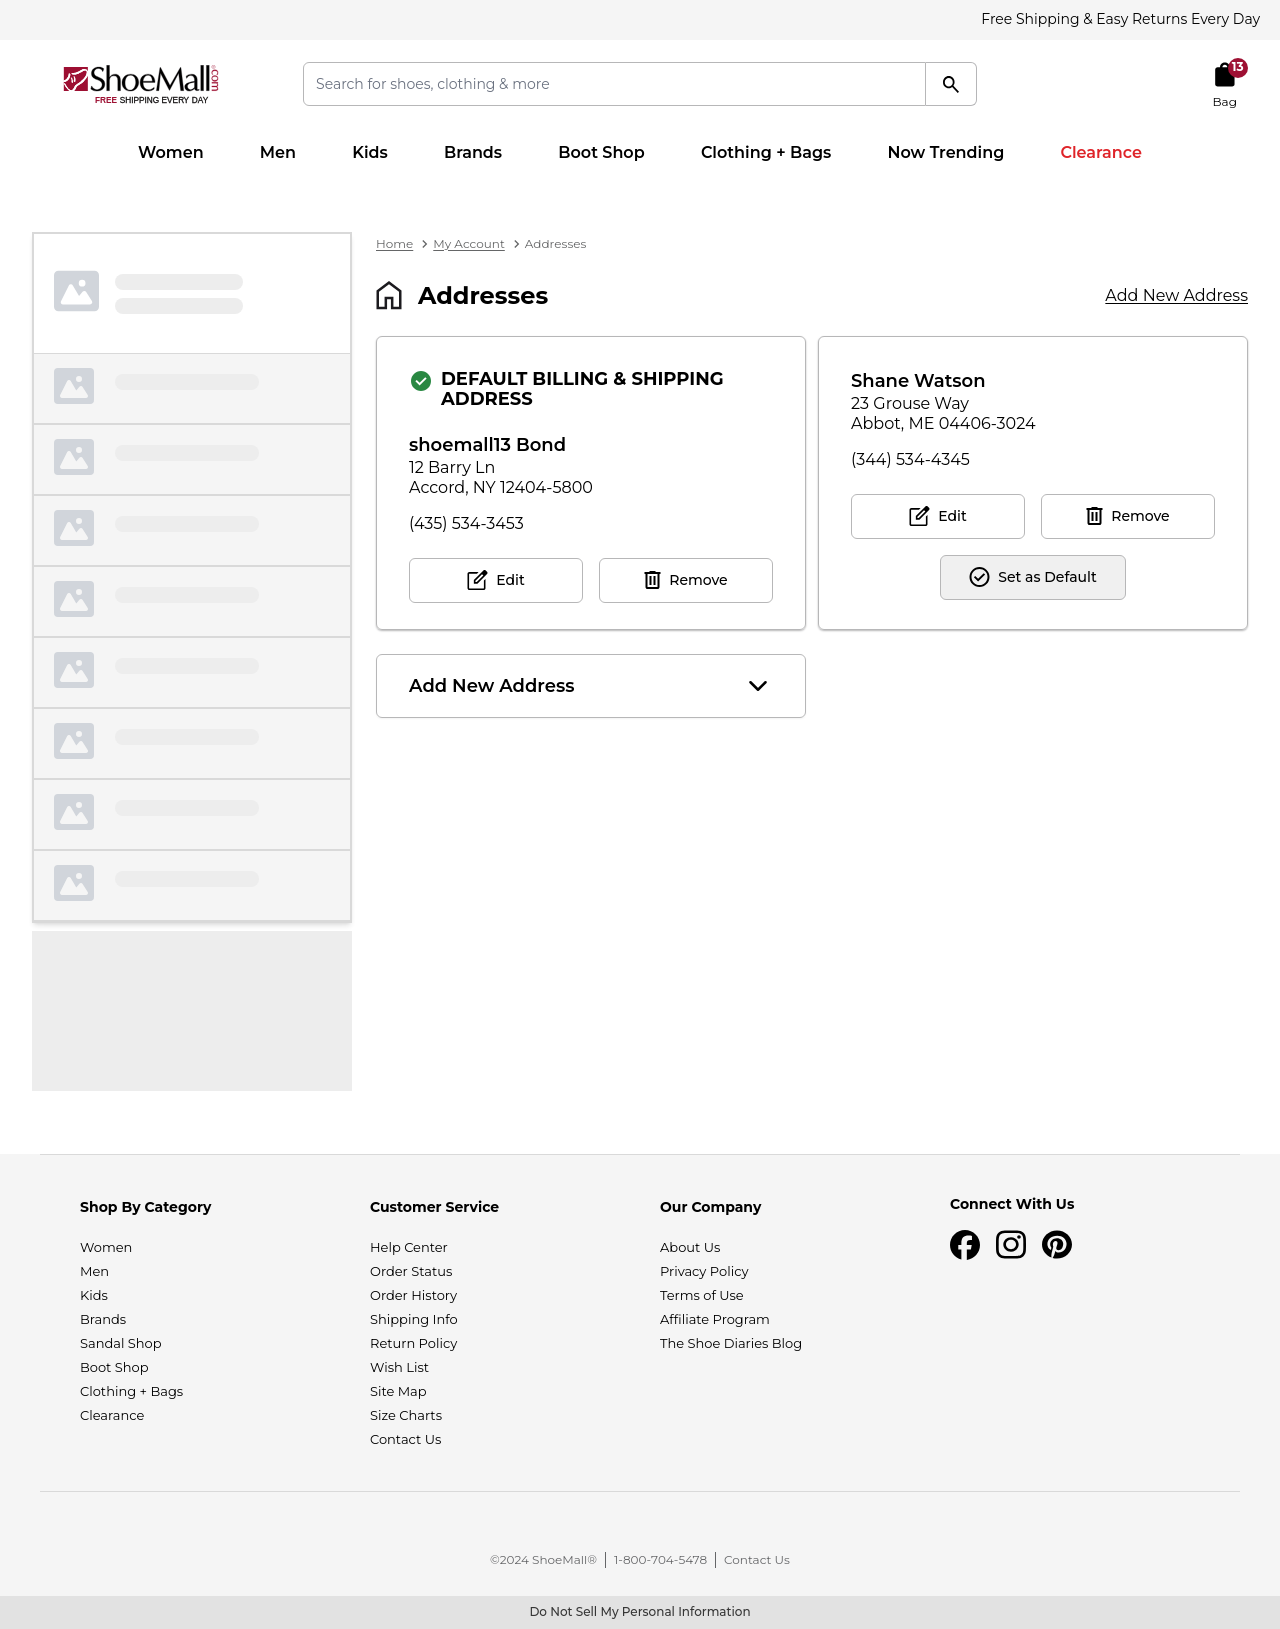 Free Shipping & Easy Returns Every Day
ShoeMall.com
FREE SHIPPING EVERY DAY
Search for shoes, clothing & more
13
Bag
Women Men Kids Brands Boot Shop Clothing + Bags Now Trending Clearance
Home > My Account > Addresses
Addresses
Add New Address
DEFAULT BILLING & SHIPPING
ADDRESS
shoemall13 Bond
12 Barry Ln
Accord, NY 12404-5800
(435) 534-3453
Edit Remove
Shane Watson
23 Grouse Way
Abbot, ME 04406-3024
(344) 534-4345
Edit Remove
Set as Default
Add New Address
Shop By Category
Women
Men
Kids
Brands
Sandal Shop
Boot Shop
Clothing + Bags
Clearance
Customer Service
Help Center
Order Status
Order History
Shipping Info
Return Policy
Wish List
Site Map
Size Charts
Contact Us
Our Company
About Us
Privacy Policy
Terms of Use
Affiliate Program
The Shoe Diaries Blog
Connect With Us
©2024 ShoeMall® | 1-800-704-5478 | Contact Us
Do Not Sell My Personal Information